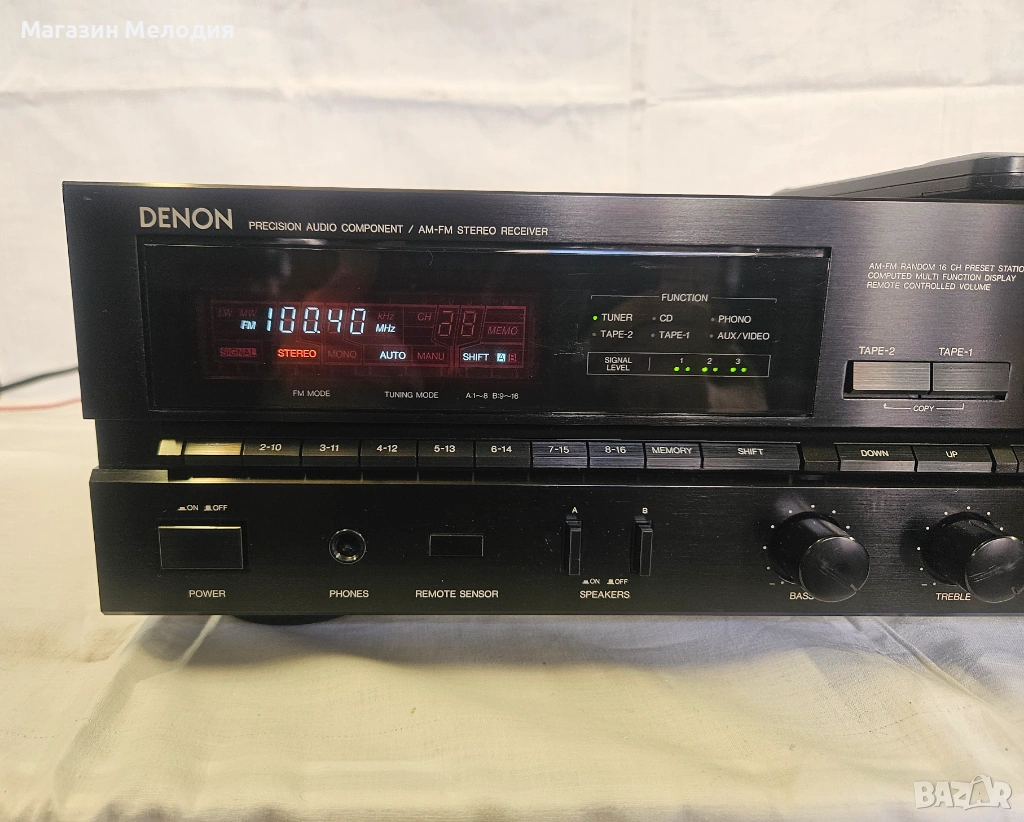 Магазин Мелодия
DENON PRECISION AUDIO COMPONENT / AM-FM STEREO RECEIVER
AM-FM RANDOM 16 CH PRESET STATIO
COMPUTED MULTI FUNCTION DISPLAY
REMOTE CONTROLLED VOLUME
FUNCTION
TUNER CD PHONO
TAPE-2 TAPE-1 AUX/VIDEO
SIGNAL LEVEL 1 2 3
LW MW
FM 100.40 kHz MHz CH 28 MEMO
SIGNAL STEREO MONO AUTO MANU SHIFT A B
FM MODE TUNING MODE A:1~8 B:9~16
TAPE-2 TAPE-1
COPY
2-10 3-11 4-12 5-13 6-14 7-15 8-16 MEMORY SHIFT DOWN UP
ON OFF
A B
ON OFF
POWER PHONES REMOTE SENSOR SPEAKERS BASS TREBLE
BAZAR